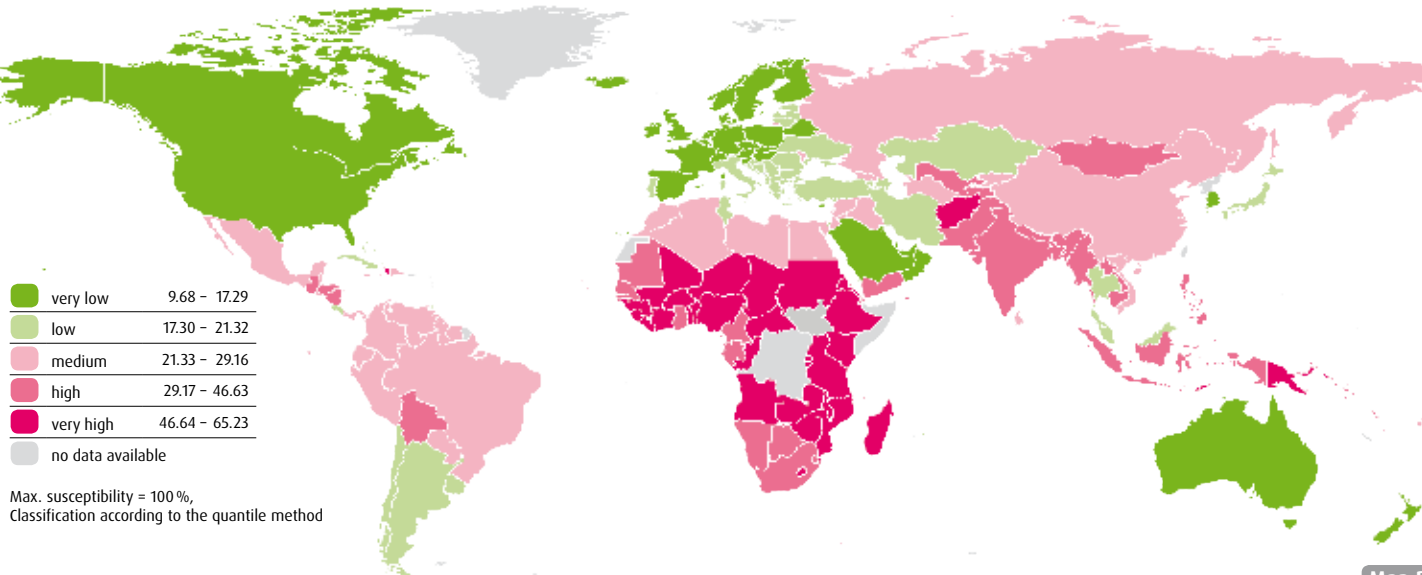 very low 9.68 – 17.29
low 17.30 – 21.32
medium 21.33 – 29.16
high 29.17 – 46.63
very high 46.64 – 65.23
no data available
Max. susceptibility = 100 %,
Classification according to the quantile method